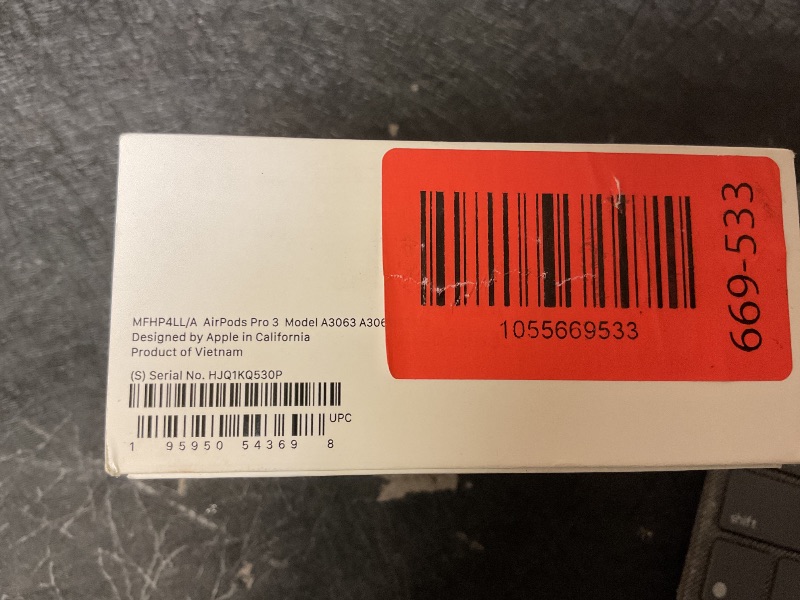 MFHP4LL/A AirPods Pro 3 Model A3063 A306
Designed by Apple in California
Product of Vietnam
(S) Serial No. HJQ1KQ530P
UPC
1 95950 54369 8
1055669533
669-533
shift